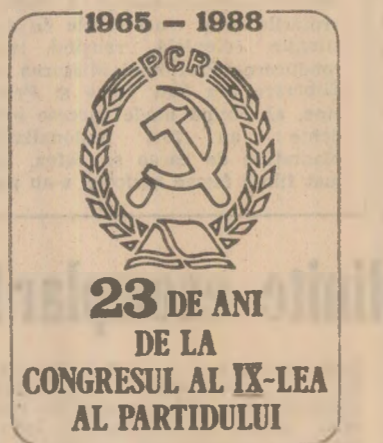 1965 – 1988
PCR
23 DE ANI
DE LA
CONGRESUL AL IX-LEA
AL PARTIDULUI